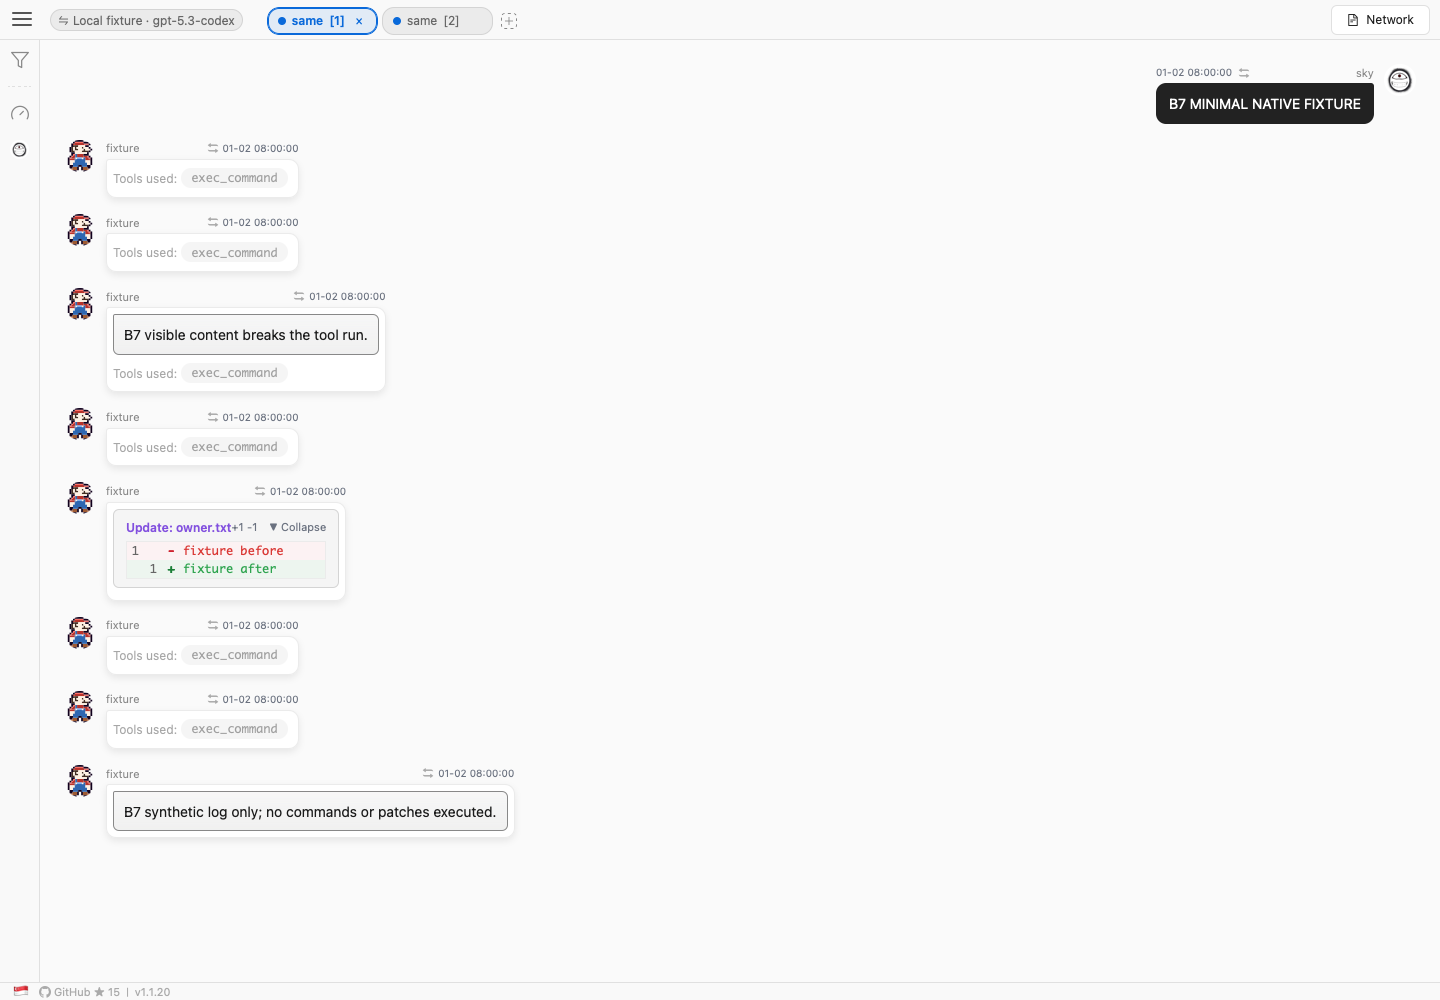 Local fixture · gpt-5.3-codex
same [1] ×
same [2]
Network
01-02 08:00:00 sky
B7 MINIMAL NATIVE FIXTURE
fixture 01-02 08:00:00
Tools used: exec_command
fixture 01-02 08:00:00
Tools used: exec_command
fixture 01-02 08:00:00
B7 visible content breaks the tool run.
Tools used: exec_command
fixture 01-02 08:00:00
Tools used: exec_command
fixture 01-02 08:00:00
Update: owner.txt+1 -1 ▼ Collapse
1 - fixture before
1 + fixture after
fixture 01-02 08:00:00
Tools used: exec_command
fixture 01-02 08:00:00
Tools used: exec_command
fixture 01-02 08:00:00
B7 synthetic log only; no commands or patches executed.
GitHub ★ 15 | v1.1.20